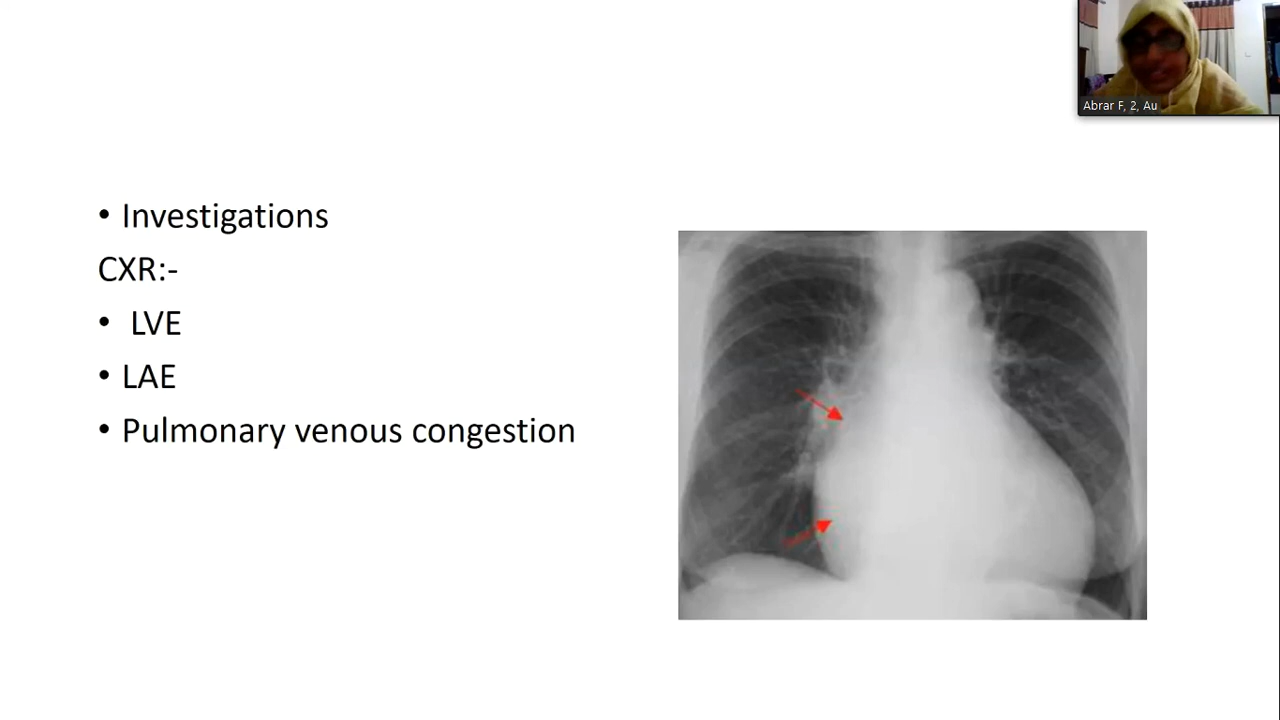 Abrar F, 2, Au
• Investigations
CXR:-
• LVE
• LAE
• Pulmonary venous congestion